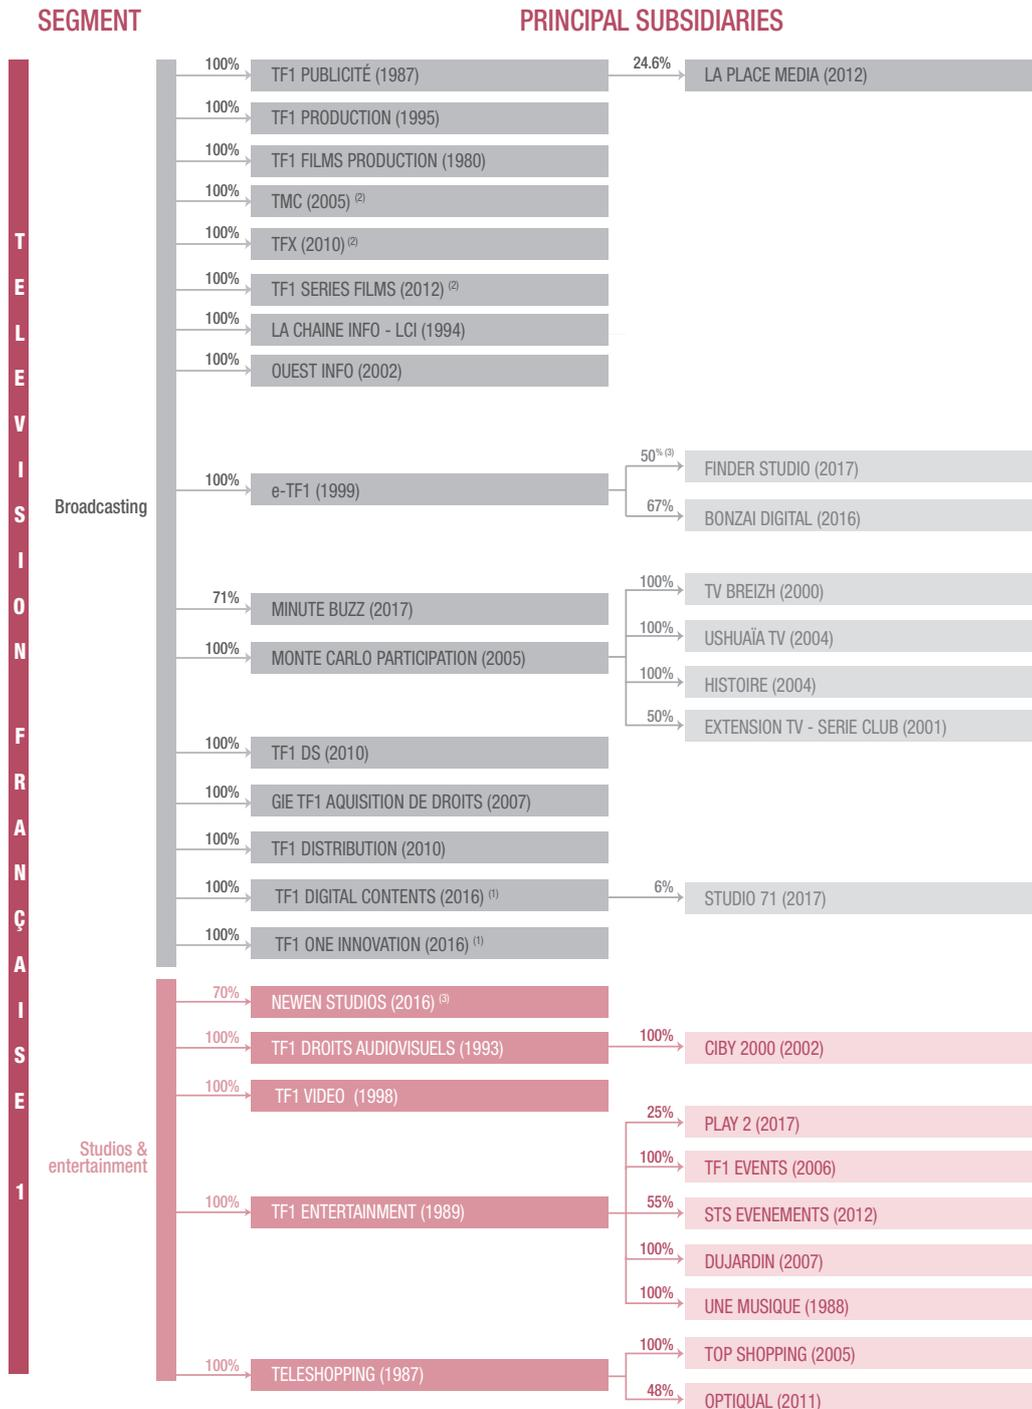 SEGMENT
PRINCIPAL SUBSIDIARIES
TELEVISION FRANÇAISE 1
Broadcasting
100% TF1 PUBLICITÉ (1987) 24.6% LA PLACE MEDIA (2012)
100% TF1 PRODUCTION (1995)
100% TF1 FILMS PRODUCTION (1980)
100% TMC (2005) (2)
100% TFX (2010) (2)
100% TF1 SERIES FILMS (2012) (2)
100% LA CHAINE INFO - LCI (1994)
100% OUEST INFO (2002)
100% e-TF1 (1999)
50% (3) FINDER STUDIO (2017)
67% BONZAI DIGITAL (2016)
71% MINUTE BUZZ (2017)
100% MONTE CARLO PARTICIPATION (2005)
100% TV BREIZH (2000)
100% USHUAÏA TV (2004)
100% HISTOIRE (2004)
50% EXTENSION TV - SERIE CLUB (2001)
100% TF1 DS (2010)
100% GIE TF1 AQUISITION DE DROITS (2007)
100% TF1 DISTRIBUTION (2010)
100% TF1 DIGITAL CONTENTS (2016) (1) 6% STUDIO 71 (2017)
100% TF1 ONE INNOVATION (2016) (1)
Studios &
entertainment
70% NEWEN STUDIOS (2016) (3)
100% TF1 DROITS AUDIOVISUELS (1993) 100% CIBY 2000 (2002)
100% TF1 VIDEO (1998)
100% TF1 ENTERTAINMENT (1989)
25% PLAY 2 (2017)
100% TF1 EVENTS (2006)
55% STS EVENEMENTS (2012)
100% DUJARDIN (2007)
100% UNE MUSIQUE (1988)
100% TELESHOPPING (1987)
100% TOP SHOPPING (2005)
48% OPTIQUAL (2011)